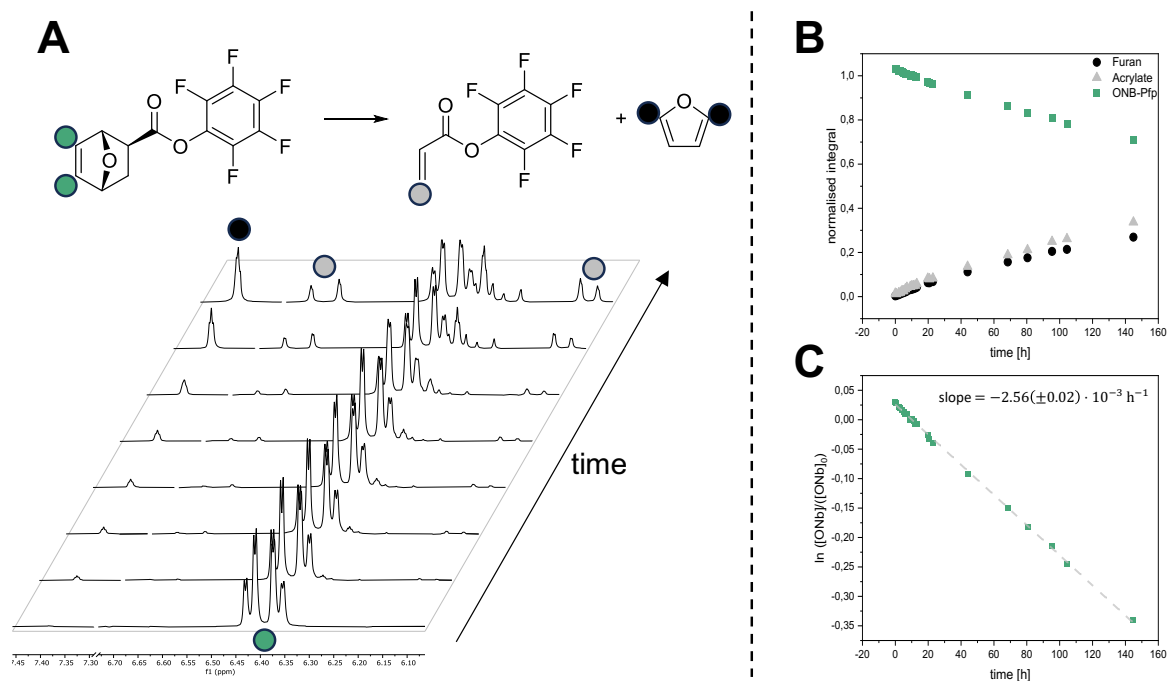 A
F
F
F
O
F
O
O
F
F
F
F
O
F
O
F
+
O
time
7.45 7.40 7.35 7.30 6.70 6.65 6.60 6.55 6.50 6.45 6.40 6.35 6.30 6.25 6.20 6.15 6.10
f1 (ppm)
B
Furan
Acrylate
ONB-Pfp
1,0
0,8
0,6
0,4
0,2
0,0
normalised integral
-20 0 20 40 60 80 100 120 140 160
time [h]
C
slope = −2.56(±0.02) · 10⁻³ h⁻¹
0,05
0,00
-0,05
-0,10
-0,15
-0,20
-0,25
-0,30
-0,35
ln ([ONb]/([ONb]₀)
-20 0 20 40 60 80 100 120 140 160
time [h]